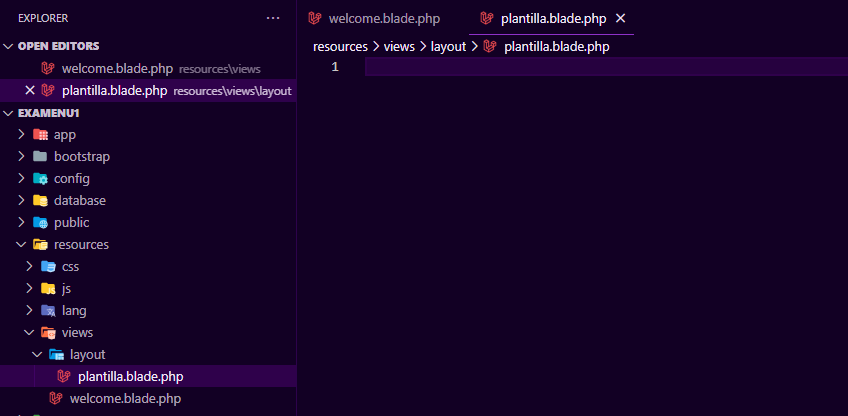 EXPLORER
OPEN EDITORS
welcome.blade.php resources\views
plantilla.blade.php resources\views\layout
EXAMENU1
app
bootstrap
config
database
public
resources
css
js
lang
views
layout
plantilla.blade.php
welcome.blade.php
welcome.blade.php plantilla.blade.php
resources > views > layout > plantilla.blade.php
1